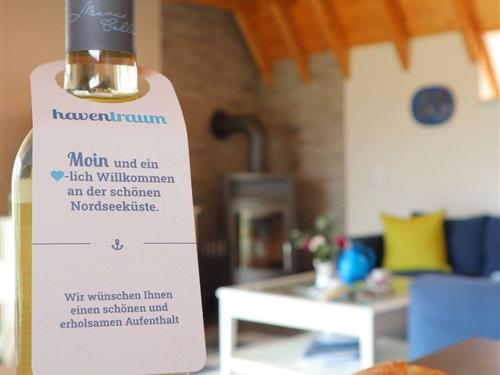 haventraum
Moin und ein
-lich Willkommen
an der schönen
Nordseeküste.
Wir wünschen Ihnen
einen schönen und
erholsamen Aufenthalt